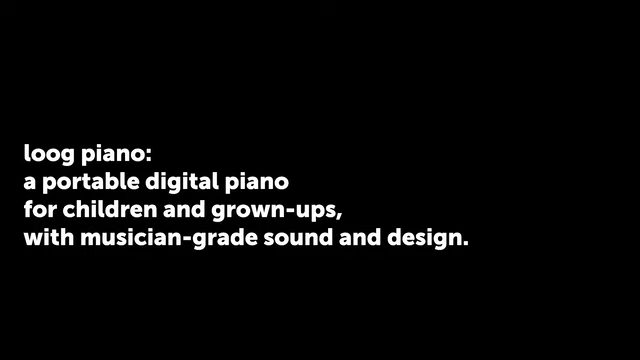 loog piano:
a portable digital piano
for children and grown-ups,
with musician-grade sound and design.